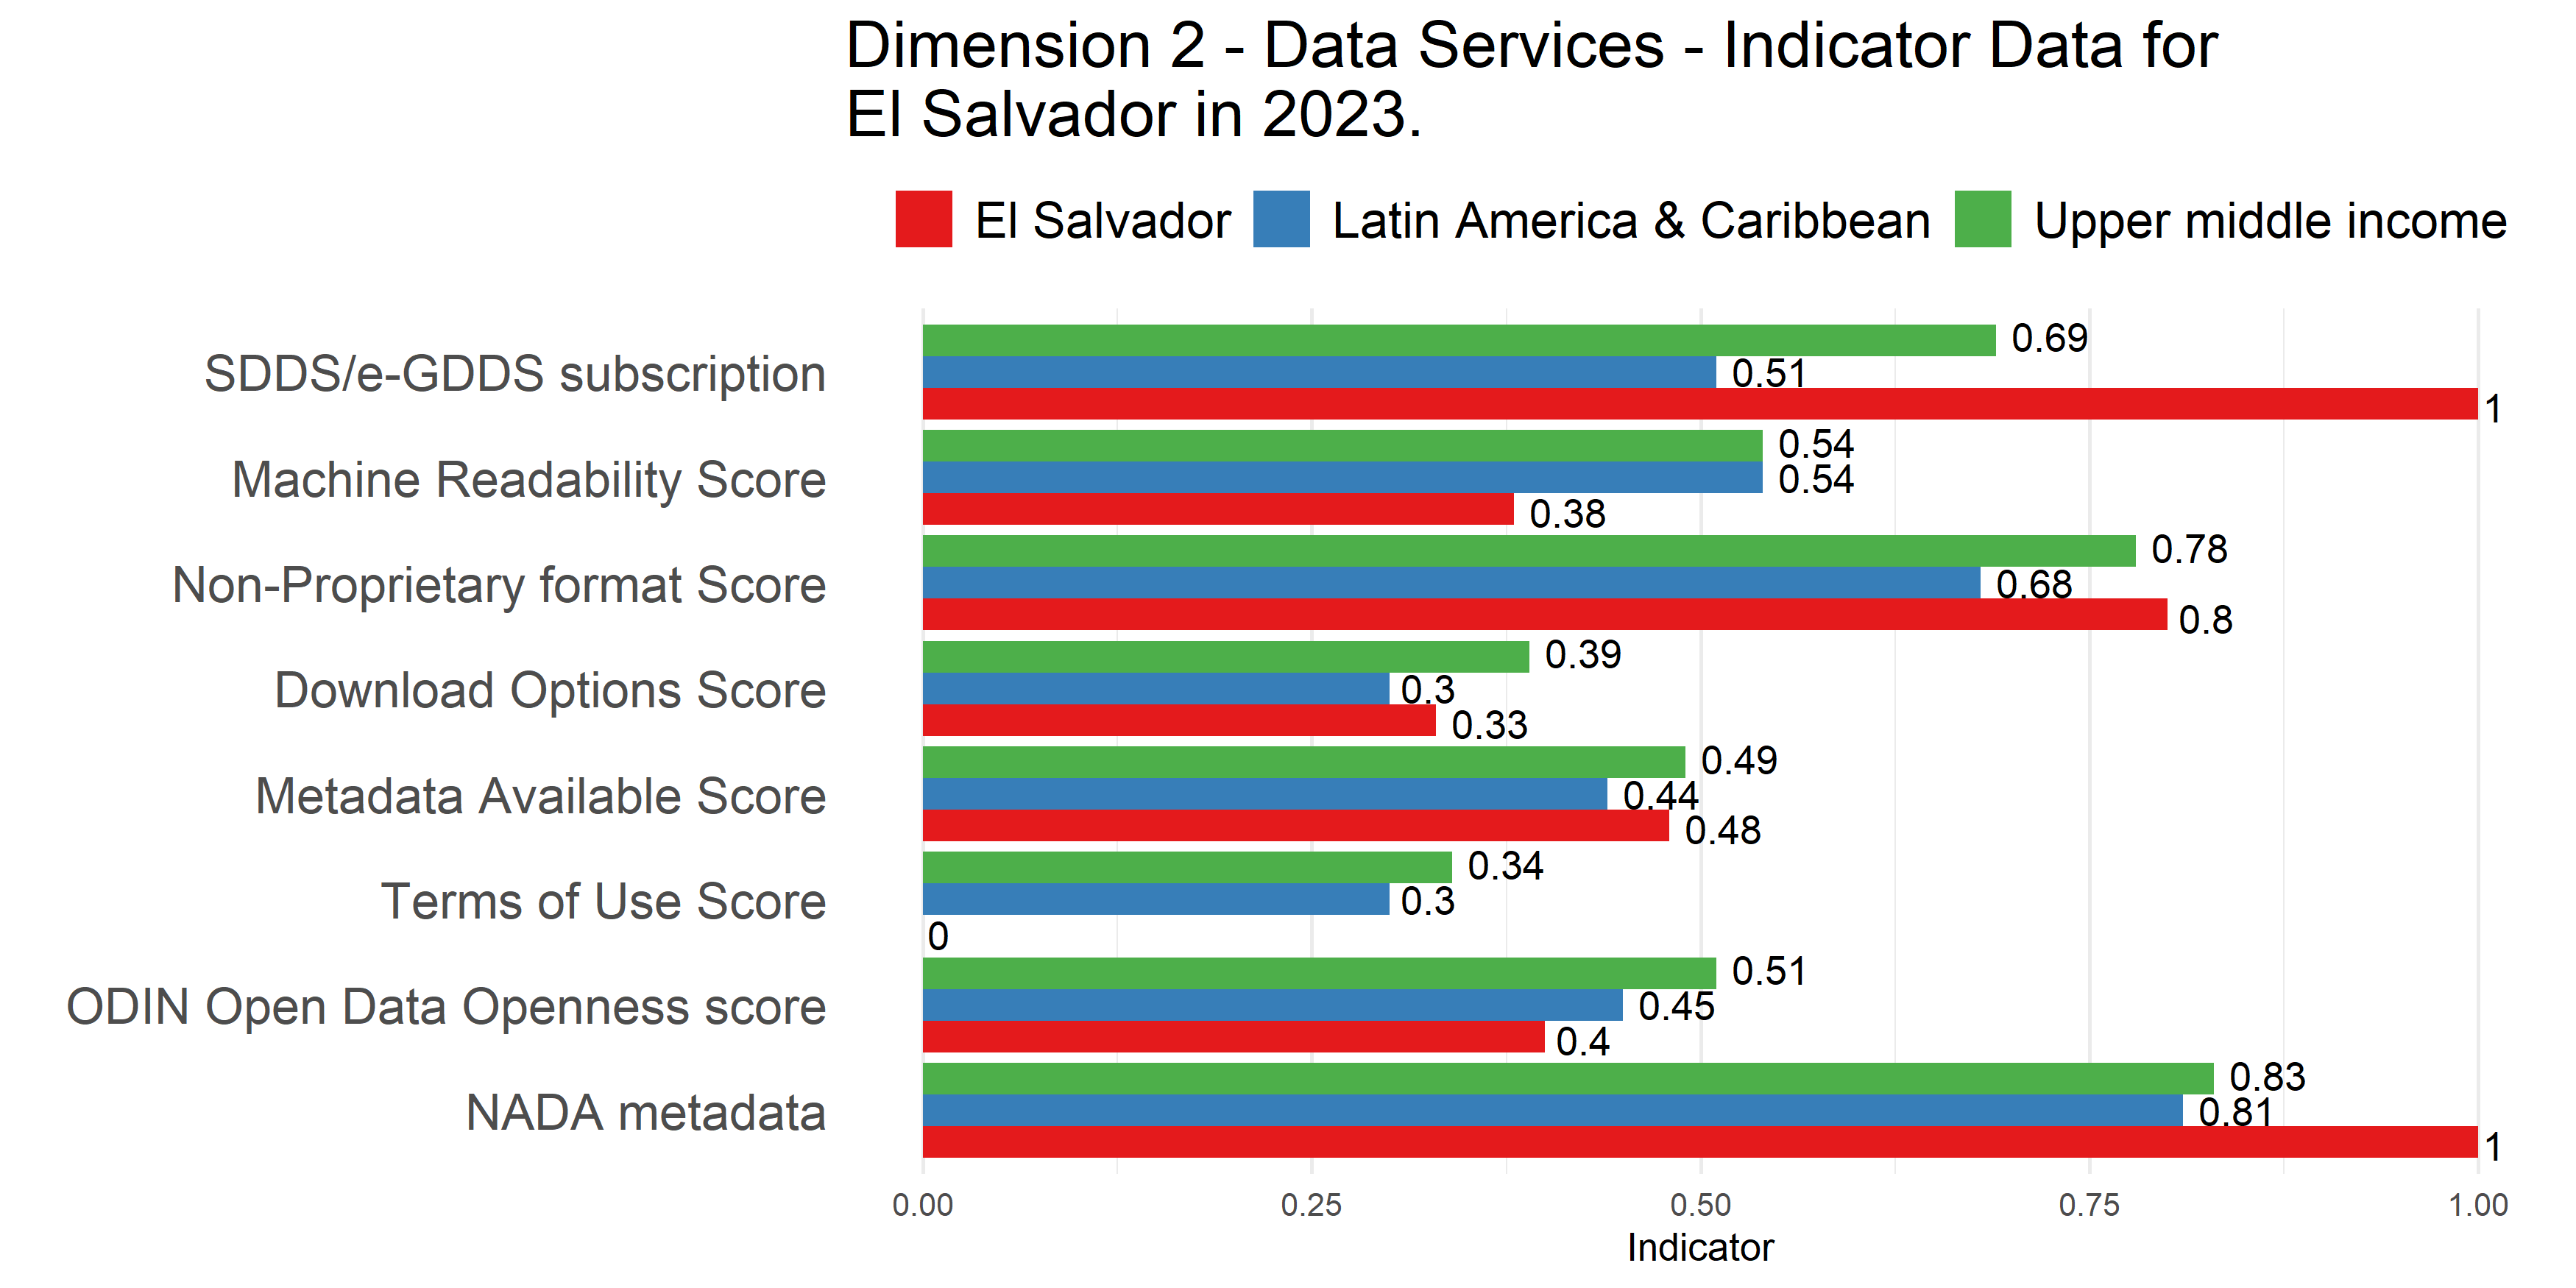 Dimension 2 - Data Services - Indicator Data for
El Salvador in 2023.
El Salvador
Latin America & Caribbean
Upper middle income
SDDS/e-GDDS subscription
0.69
0.51
1
Machine Readability Score
0.54
0.54
0.38
Non-Proprietary format Score
0.78
0.68
0.8
Download Options Score
0.39
0.3
0.33
Metadata Available Score
0.49
0.44
0.48
Terms of Use Score
0.34
0.3
0
ODIN Open Data Openness score
0.51
0.45
0.4
NADA metadata
0.83
0.81
1
0.00
0.25
0.50
0.75
1.00
Indicator